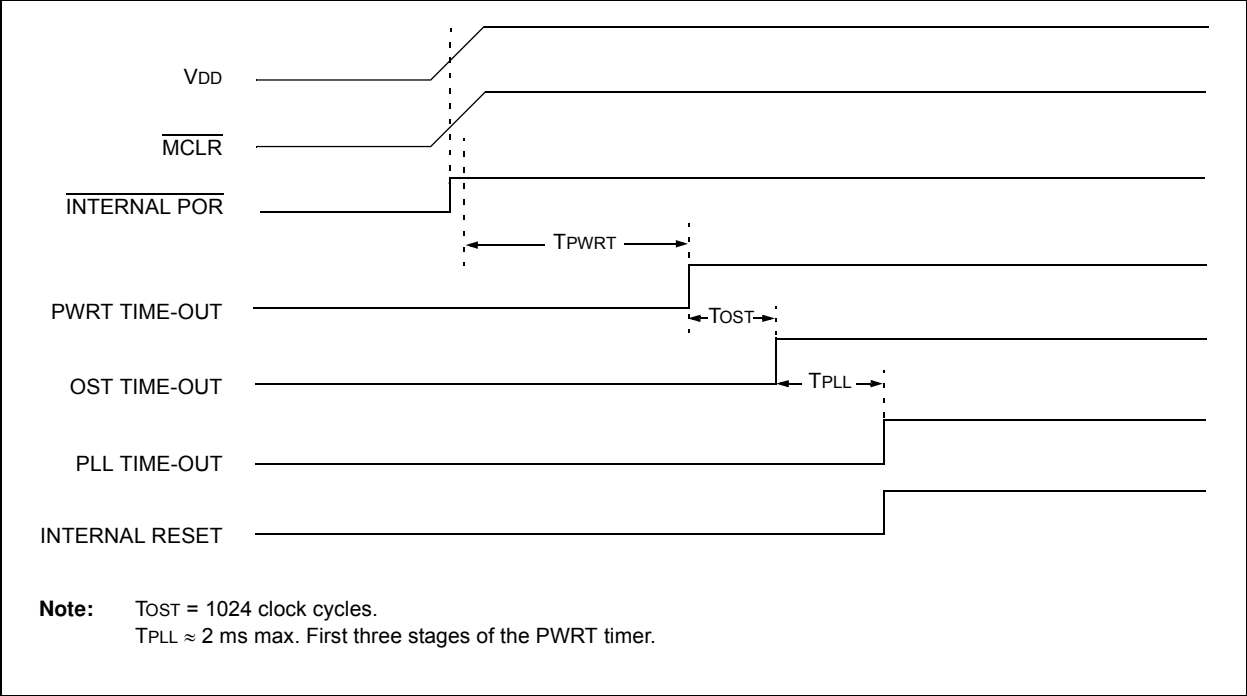 VDD
MCLR
INTERNAL POR
TPWRT
PWRT TIME-OUT
TOST
OST TIME-OUT
TPLL
PLL TIME-OUT
INTERNAL RESET
Note: TOST = 1024 clock cycles.
TPLL ≈ 2 ms max. First three stages of the PWRT timer.